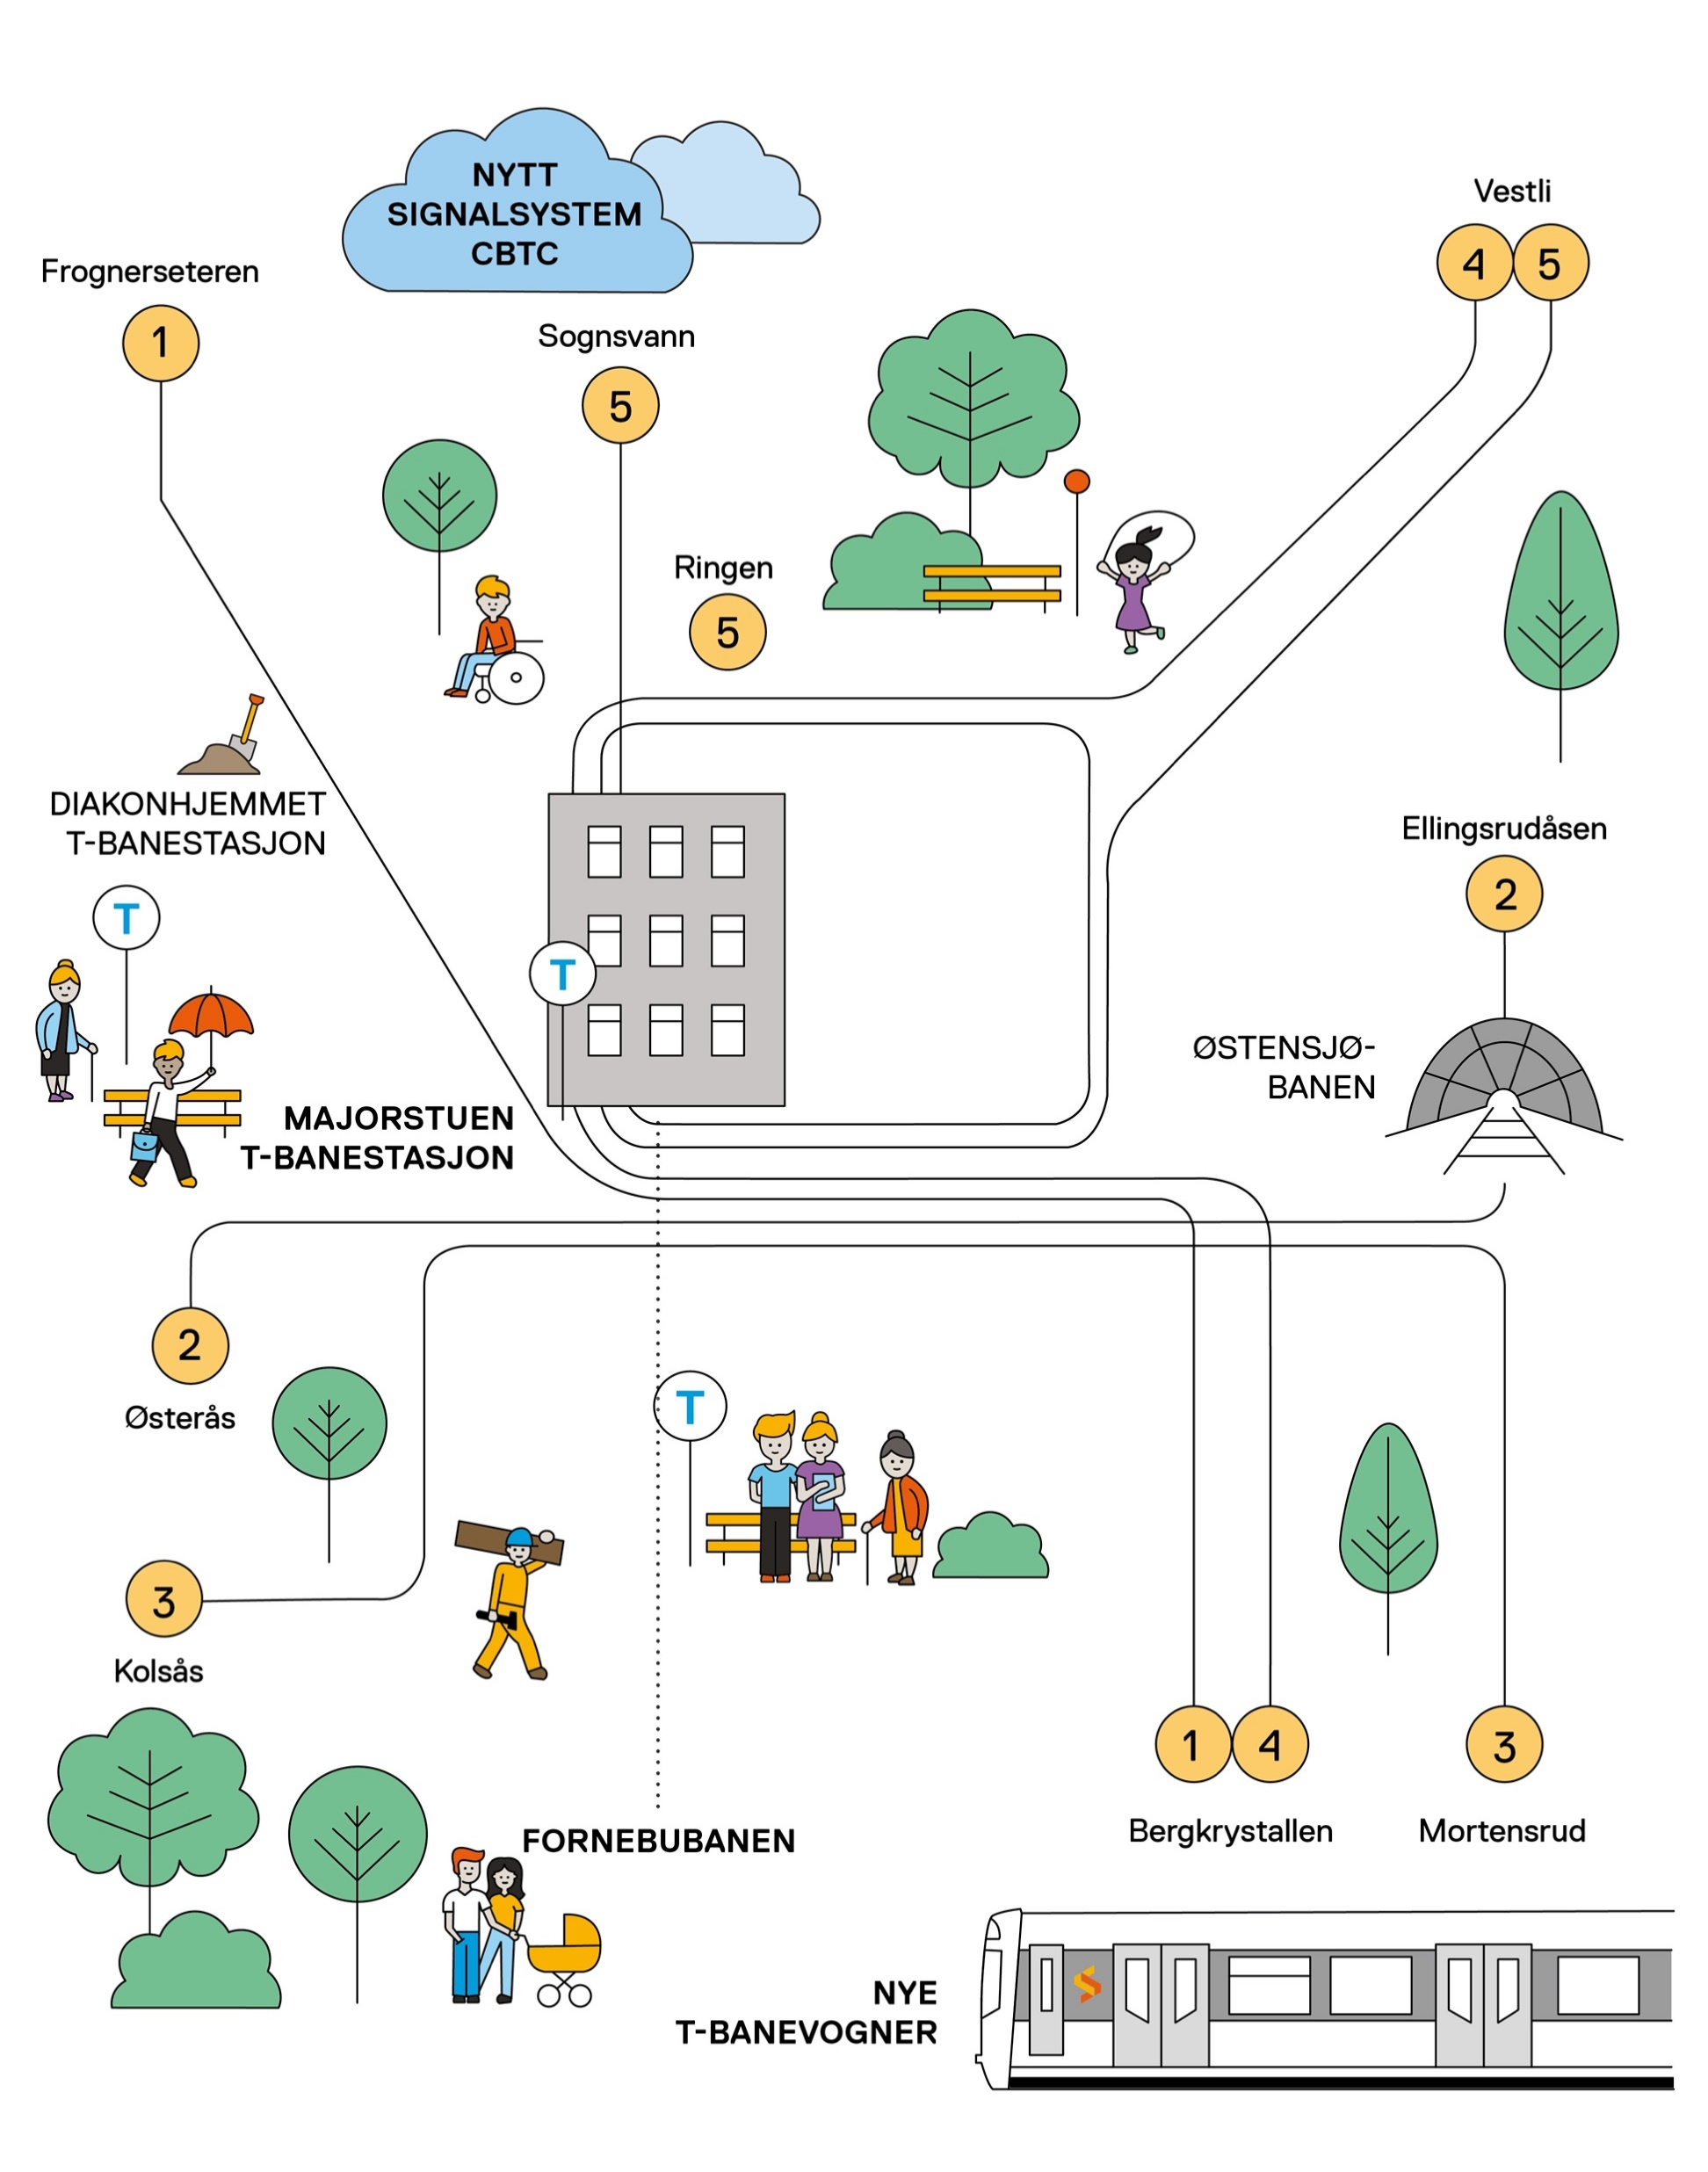 NYTT
SIGNALSYSTEM
CBTC
Vestli
4
5
Frognerseteren
1
Sognsvann
5
Ringen
5
DIAKONHJEMMET
T-BANESTASJON
T
Ellingsrudåsen
2
T
ØSTENSJØ-
BANEN
MAJORSTUEN
T-BANESTASJON
2
Østerås
T
3
Kolsås
1
4
3
Bergkrystallen
Mortensrud
FORNEBUBANEN
NYE
T-BANEVOGNER